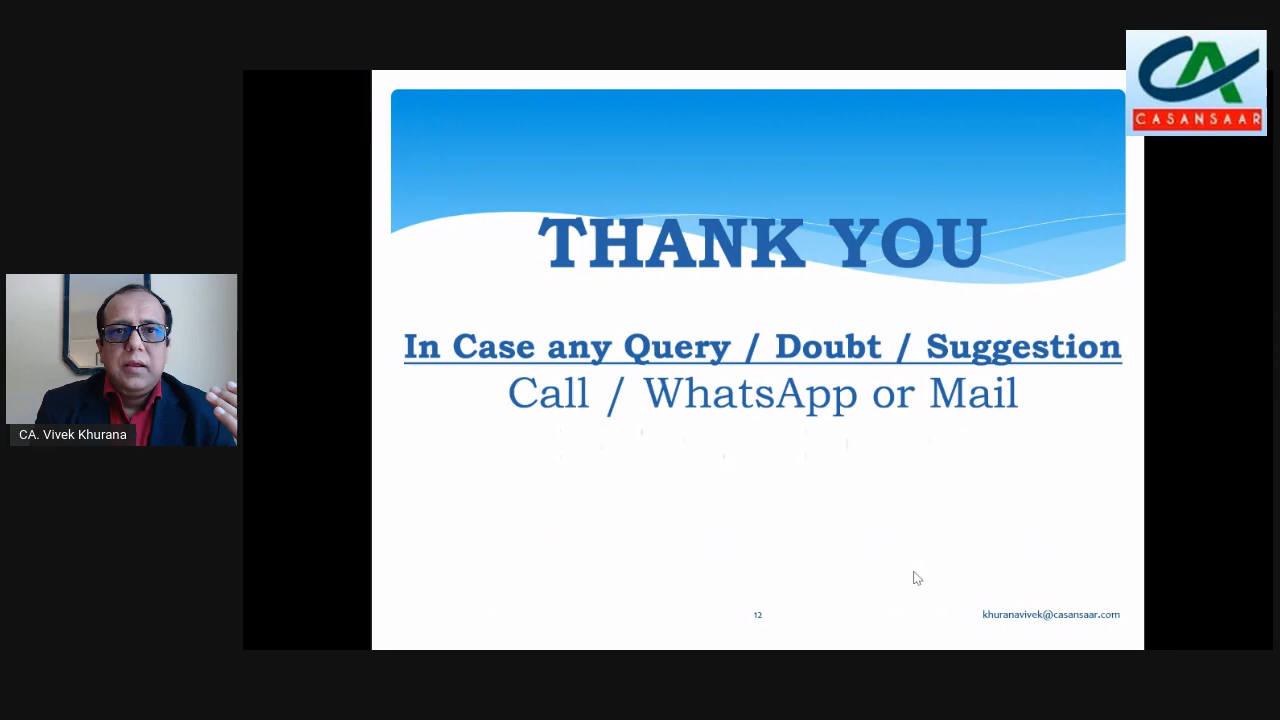 CASANSAAR
THANK YOU
In Case any Query / Doubt / Suggestion
Call / WhatsApp or Mail
CA. Vivek Khurana
12
khuranavivek@casansaar.com